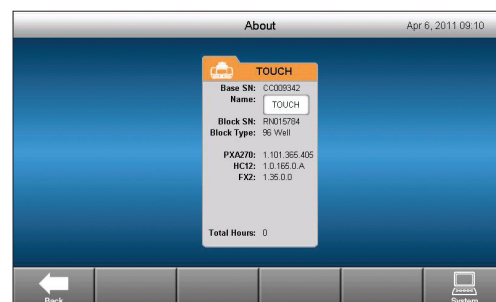 About
Apr 6, 2011 09:10
TOUCH
Base SN: CC009342
Name: TOUCH
Block SN: RN015784
Block Type: 96 Well
PXA270: 1.101.365.405
HC12: 1.0.165.0.A
FX2: 1.35.0.0
Total Hours: 0
Back
System